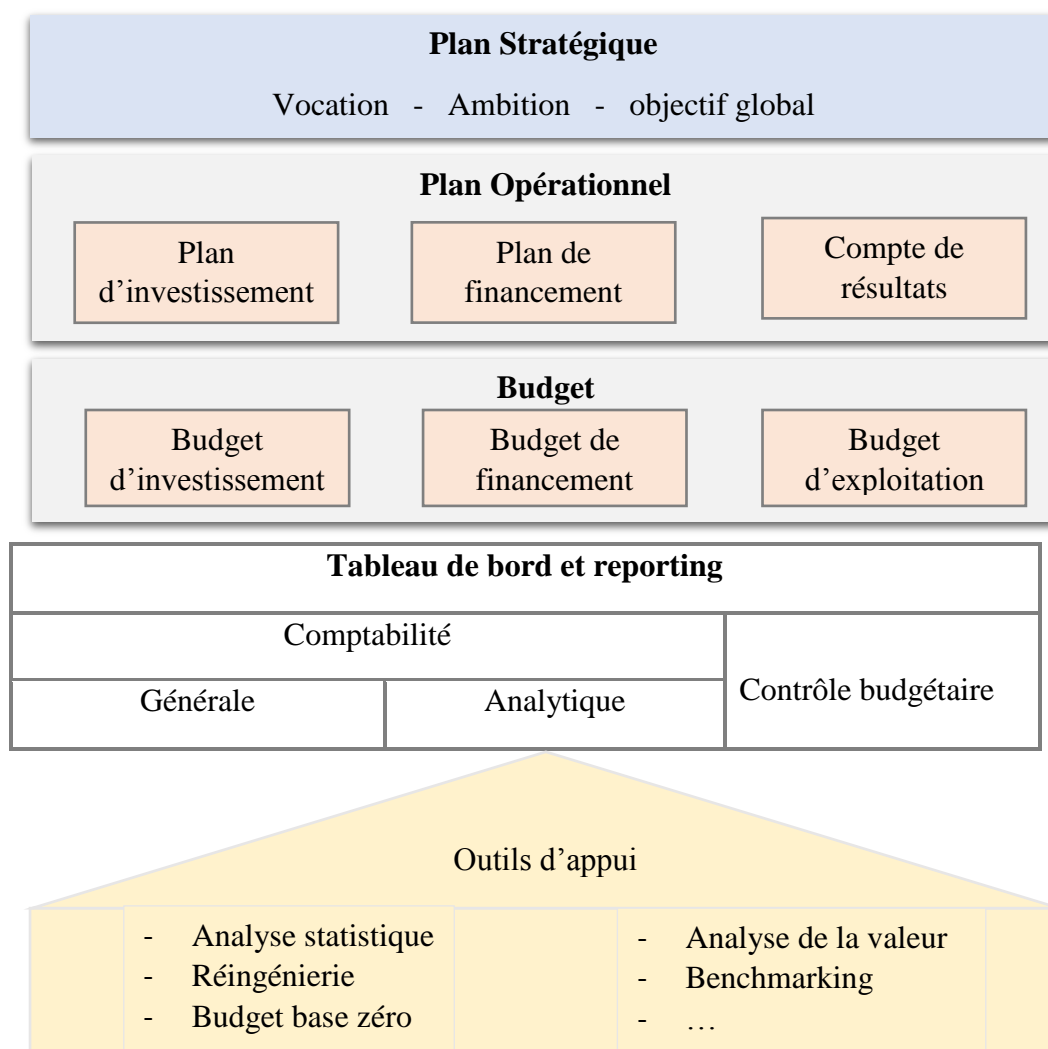 Plan Stratégique
Vocation - Ambition - objectif global
Plan Opérationnel
Plan
d’investissement
Plan de
financement
Compte de
résultats
Budget
Budget
d’investissement
Budget de
financement
Budget
d’exploitation
Tableau de bord et reporting
Comptabilité
Générale
Analytique
Contrôle budgétaire
Outils d’appui
- Analyse statistique
- Réingénierie
- Budget base zéro
- Analyse de la valeur
- Benchmarking
- …